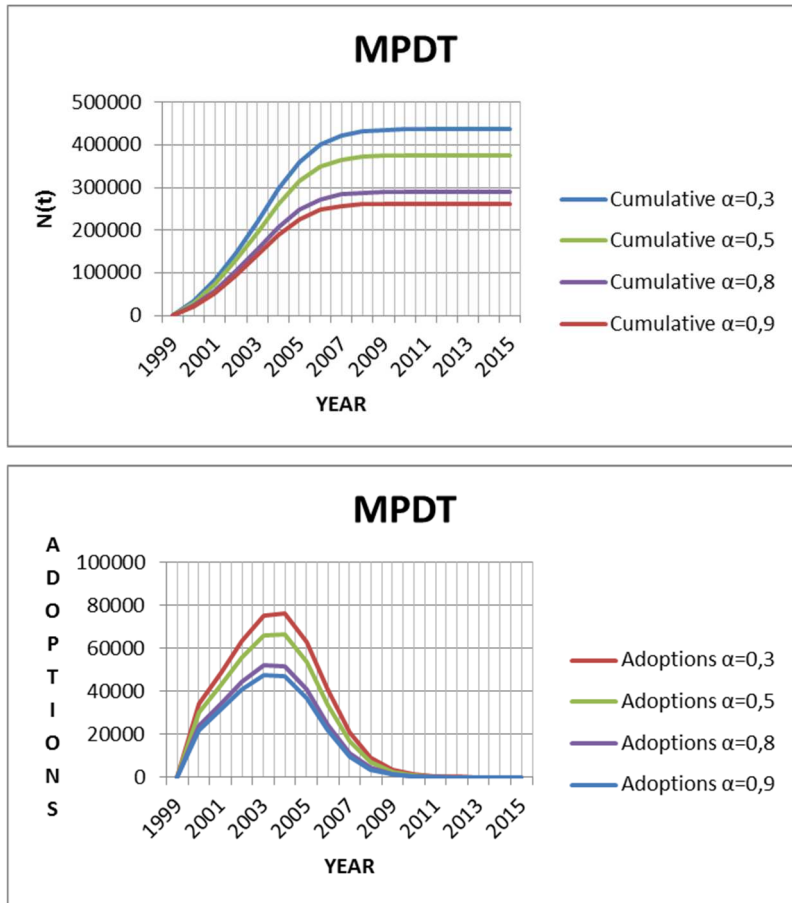 MPDT
500000
400000
300000
200000
100000
0
N(t)
1999
2001
2003
2005
2007
2009
2011
2013
2015
YEAR
Cumulative α=0,3
Cumulative α=0,5
Cumulative α=0,8
Cumulative α=0,9
MPDT
ADOPTIONS
100000
80000
60000
40000
20000
0
1999
2001
2003
2005
2007
2009
2011
2013
2015
YEAR
Adoptions α=0,3
Adoptions α=0,5
Adoptions α=0,8
Adoptions α=0,9